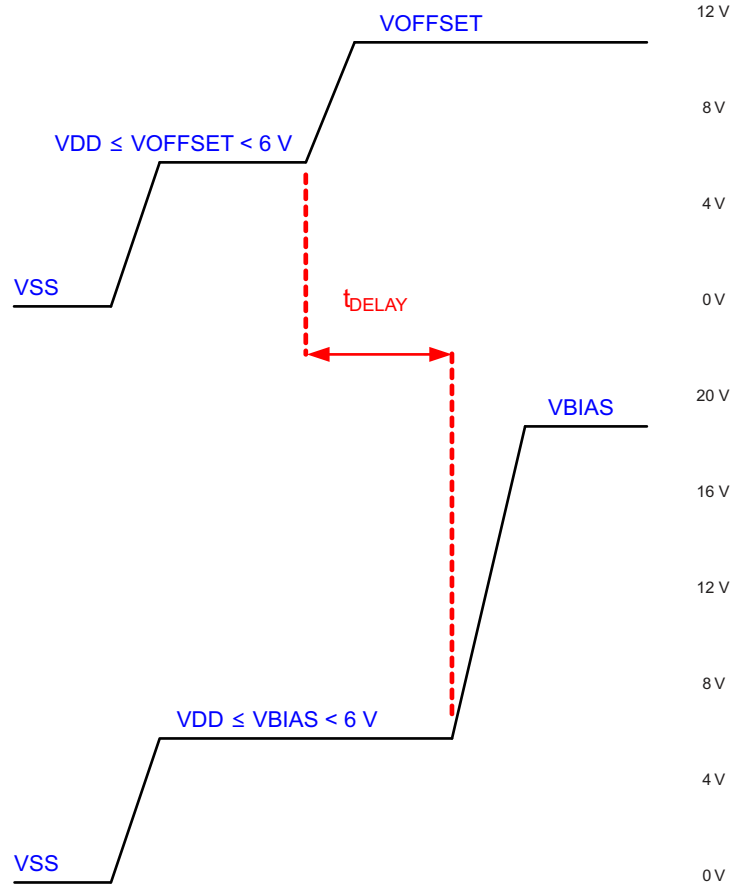 12 V
VOFFSET
8 V
VDD ≤ VOFFSET < 6 V
4 V
VSS
0 V
tDELAY
20 V
VBIAS
16 V
12 V
8 V
VDD ≤ VBIAS < 6 V
4 V
VSS
0 V